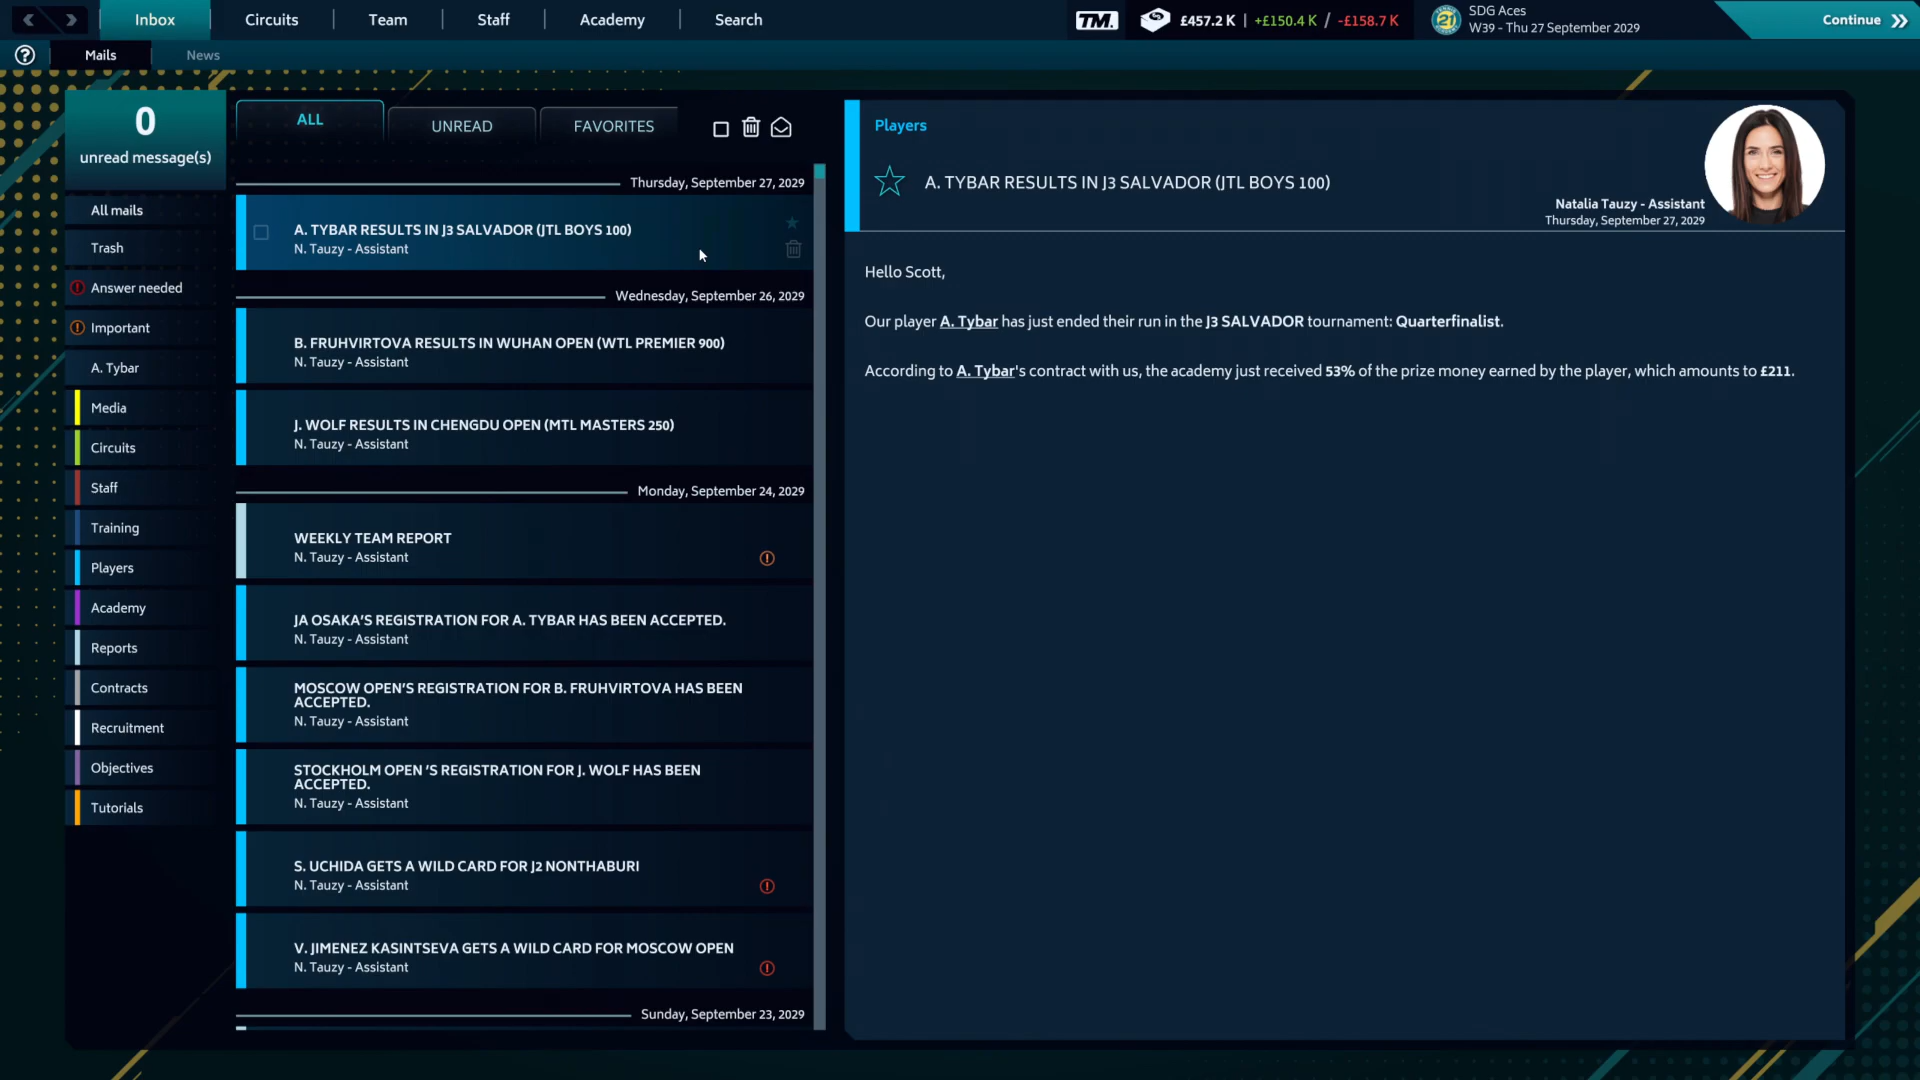 Inbox
Circuits
Team
Staff
Academy
Search
TM.
£457.2 K | +£150.4 K / -£158.7 K
21
SDG Aces
W39 - Thu 27 September 2029
Continue
Mails
News
0
unread message(s)
All mails
Trash
Answer needed
Important
A. Tybar
Media
Circuits
Staff
Training
Players
Academy
Reports
Contracts
Recruitment
Objectives
Tutorials
ALL
UNREAD
FAVORITES
Thursday, September 27, 2029
A. TYBAR RESULTS IN J3 SALVADOR (JTL BOYS 100)
N. Tauzy - Assistant
Wednesday, September 26, 2029
B. FRUHVIRTOVA RESULTS IN WUHAN OPEN (WTL PREMIER 900)
N. Tauzy - Assistant
J. WOLF RESULTS IN CHENGDU OPEN (MTL MASTERS 250)
N. Tauzy - Assistant
Monday, September 24, 2029
WEEKLY TEAM REPORT
N. Tauzy - Assistant
JA OSAKA'S REGISTRATION FOR A. TYBAR HAS BEEN ACCEPTED.
N. Tauzy - Assistant
MOSCOW OPEN'S REGISTRATION FOR B. FRUHVIRTOVA HAS BEEN
ACCEPTED.
N. Tauzy - Assistant
STOCKHOLM OPEN 'S REGISTRATION FOR J. WOLF HAS BEEN
ACCEPTED.
N. Tauzy - Assistant
S. UCHIDA GETS A WILD CARD FOR J2 NONTHABURI
N. Tauzy - Assistant
V. JIMENEZ KASINTSEVA GETS A WILD CARD FOR MOSCOW OPEN
N. Tauzy - Assistant
Sunday, September 23, 2029
Players
A. TYBAR RESULTS IN J3 SALVADOR (JTL BOYS 100)
Natalia Tauzy - Assistant
Thursday, September 27, 2029
Hello Scott,
Our player A. Tybar has just ended their run in the J3 SALVADOR tournament: Quarterfinalist.
According to A. Tybar's contract with us, the academy just received 53% of the prize money earned by the player, which amounts to £211.